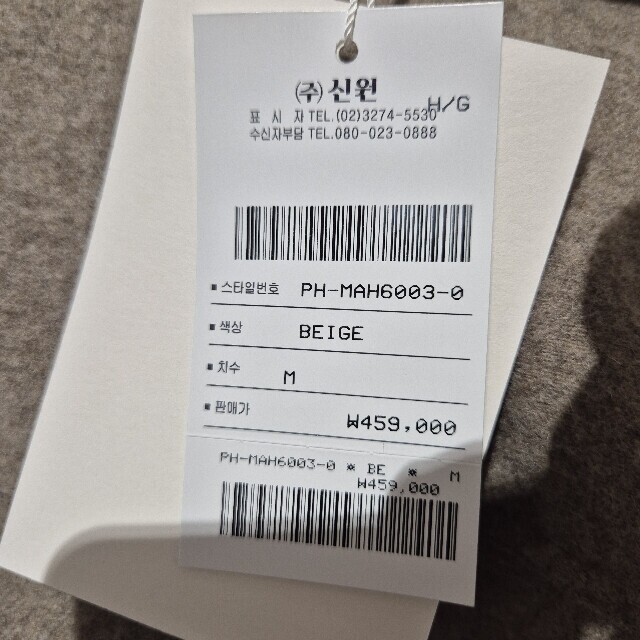 (주) 신원
H/G
표 시 자 TEL.(02)3274-5530
수신자부담 TEL.080-023-0888
▪ 스타일번호 PH-MAH6003-0
▪ 색상 BEIGE
▪ 치수 M
▪ 판매가 ₩459,000
PH-MAH6003-0 * BE * M
₩459,000